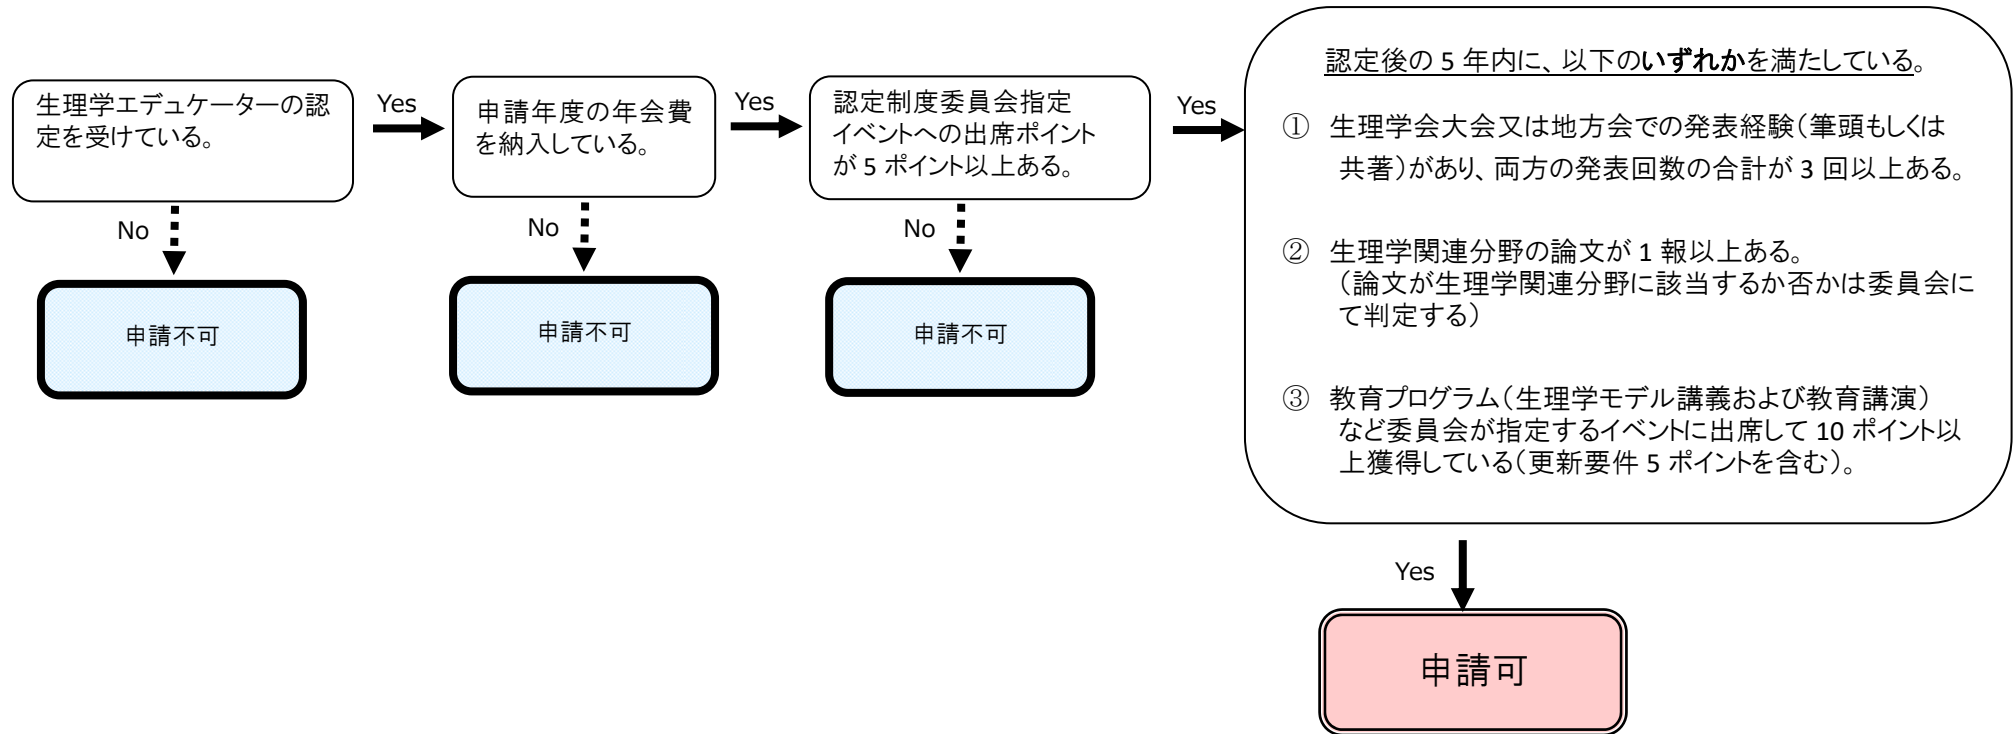 生理学エデュケーターの認
定を受けている。
Yes
申請年度の年会費
を納入している。
Yes
認定制度委員会指定
イベントへの出席ポイント
が 5 ポイント以上ある。
Yes
認定後の 5 年内に、以下のいずれかを満たしている。
① 生理学会大会又は地方会での発表経験（筆頭もしくは
共著）があり、両方の発表回数の合計が 3 回以上ある。
② 生理学関連分野の論文が 1 報以上ある。
（論文が生理学関連分野に該当するか否かは委員会に
て判定する）
③ 教育プログラム（生理学モデル講義および教育講演）
など委員会が指定するイベントに出席して 10 ポイント以
上獲得している（更新要件 5 ポイントを含む）。
No
申請不可
No
申請不可
No
申請不可
Yes
申請可